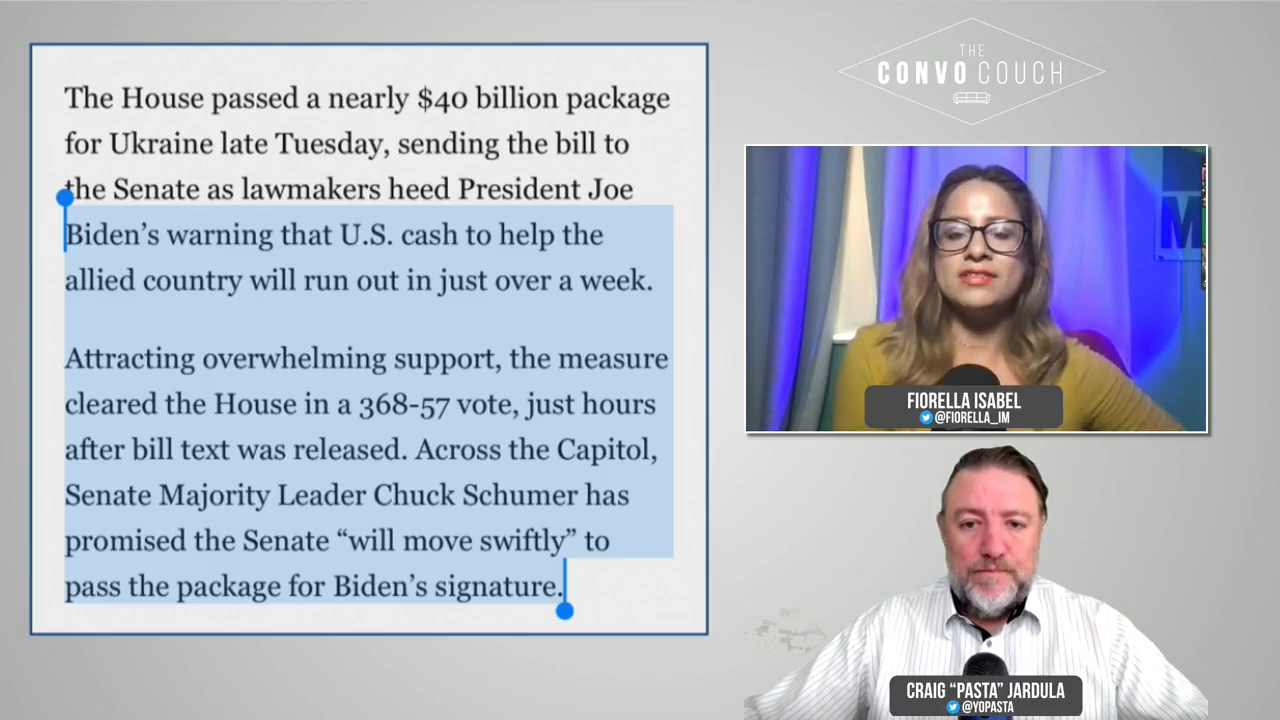 The House passed a nearly $40 billion package
for Ukraine late Tuesday, sending the bill to
the Senate as lawmakers heed President Joe
Biden’s warning that U.S. cash to help the
allied country will run out in just over a week.
Attracting overwhelming support, the measure
cleared the House in a 368-57 vote, just hours
after bill text was released. Across the Capitol,
Senate Majority Leader Chuck Schumer has
promised the Senate “will move swiftly” to
pass the package for Biden’s signature.
THE
CONVO COUCH
M
FIORELLA ISABEL
@FIORELLA_IM
CRAIG “PASTA” JARDULA
@YOPASTA